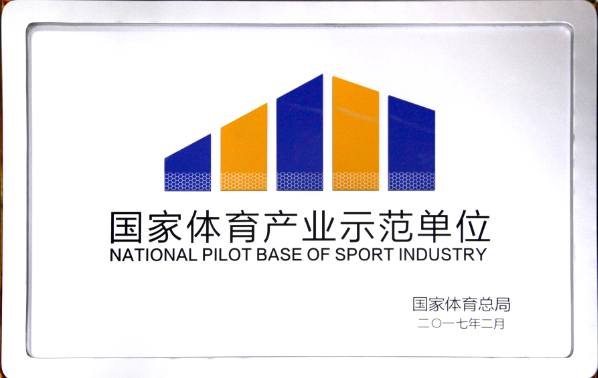 国家体育产业示范单位
NATIONAL PILOT BASE OF SPORT INDUSTRY
国家体育总局
二〇一七年二月